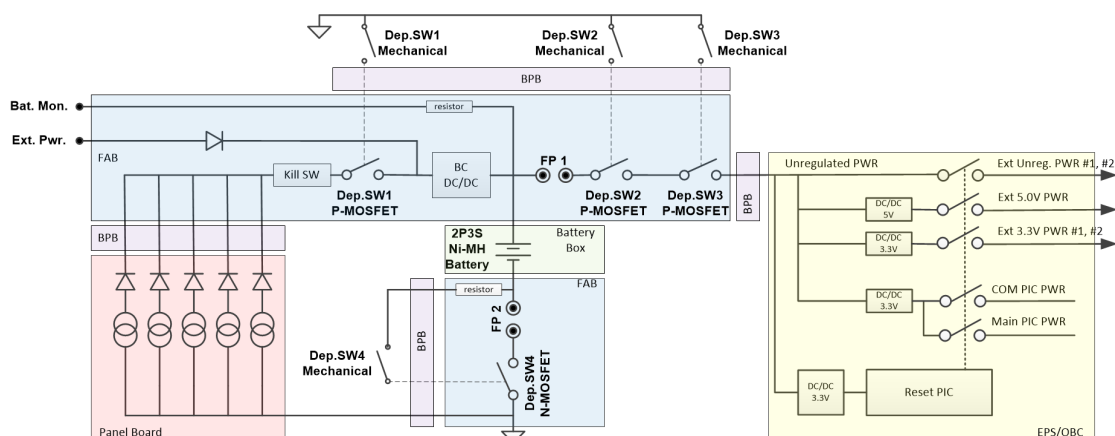 Dep.SW1
Mechanical
Dep.SW2
Mechanical
Dep.SW3
Mechanical
BPB
Bat. Mon.
resistor
Ext. Pwr.
FAB
Kill SW
Dep.SW1
P-MOSFET
BC
DC/DC
FP 1
Dep.SW2
P-MOSFET
Dep.SW3
P-MOSFET
BPB
Unregulated PWR
Ext Unreg. PWR #1, #2
DC/DC
5V
Ext 5.0V PWR
DC/DC
3.3V
Ext 3.3V PWR #1, #2
DC/DC
3.3V
COM PIC PWR
Main PIC PWR
DC/DC
3.3V
Reset PIC
EPS/OBC
BPB
2P3S
Ni-MH
Battery
Battery
Box
FAB
resistor
BPB
FP 2
Dep.SW4
Mechanical
Dep.SW4
N-MOSFET
Panel Board